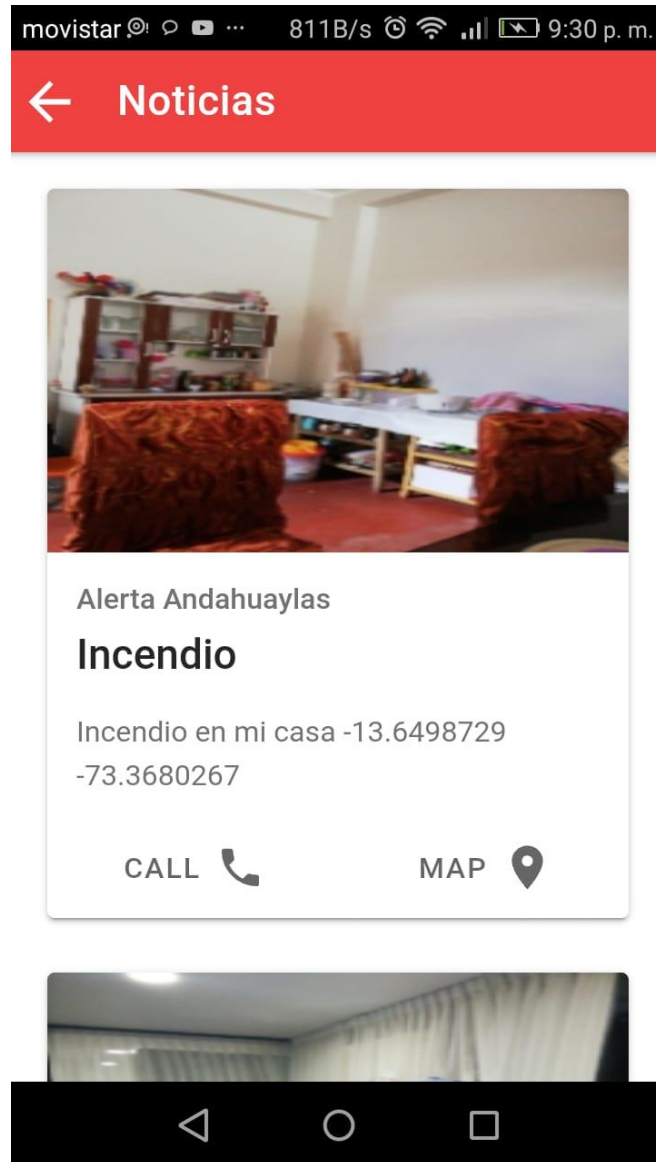 movistar ... 811B/s 9:30 p. m.
Noticias
Alerta Andahuaylas
Incendio
Incendio en mi casa -13.6498729
-73.3680267
CALL MAP